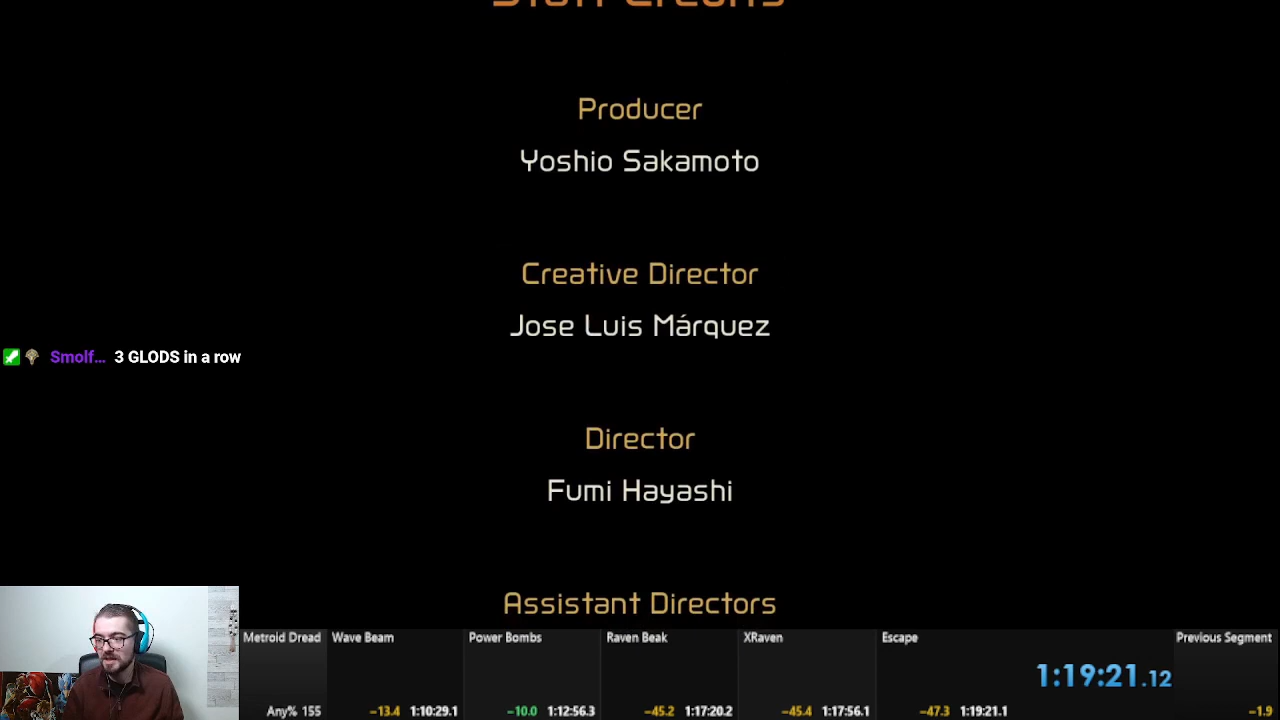 Staff Credits
Producer
Yoshio Sakamoto
Creative Director
Jose Luis Márquez
Smolf... 3 GLODS in a row
Director
Fumi Hayashi
Assistant Directors
Metroid Dread
Any% 155
Wave Beam
-13.4 1:10:29.1
Power Bombs
-10.0 1:12:56.3
Raven Beak
-45.2 1:17:20.2
XRaven
-45.4 1:17:56.1
Escape
-47.3 1:19:21.1
1:19:21.12
Previous Segment
-1.9